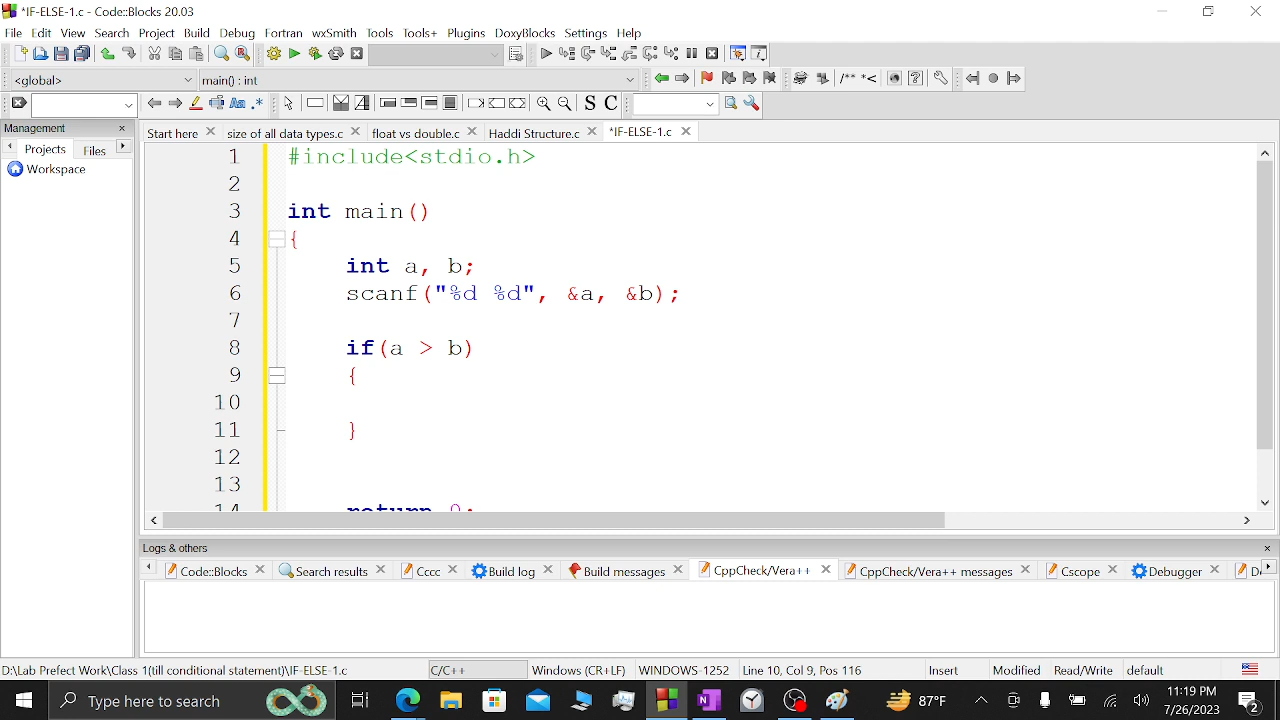 *IF-ELSE-1.c - Code::Blocks 20.03
File Edit View Search Project Build Debug Fortran wxSmith Tools Tools+ Plugins DoxyBlocks Settings Help
<global> main() : int
/** *<
Aa .*
S C
Management
Projects Files
Workspace
Start here size of all data types.c float vs double.c Haddi Structure.c *IF-ELSE-1.c
1 #include<stdio.h>
2
3 int main()
4 {
5 int a, b;
6 scanf("%d %d", &a, &b);
7
8 if(a > b)
9 {
10
11 }
12
13
14 return 0;
Logs & others
Code::Blocks Search results Cccc Build log Build messages CppCheck/Vera++ CppCheck/Vera++ messages Cscope Debugger
D:\Lab Prefect Work\Class 1(till conditional statement)\IF-ELSE-1.c C/C++ Windows (CR+LF) WINDOWS-1252 Line 10, Col 9, Pos 116 Insert Modified Read/Write default
Type here to search
87°F
11:19 PM
7/26/2023
2